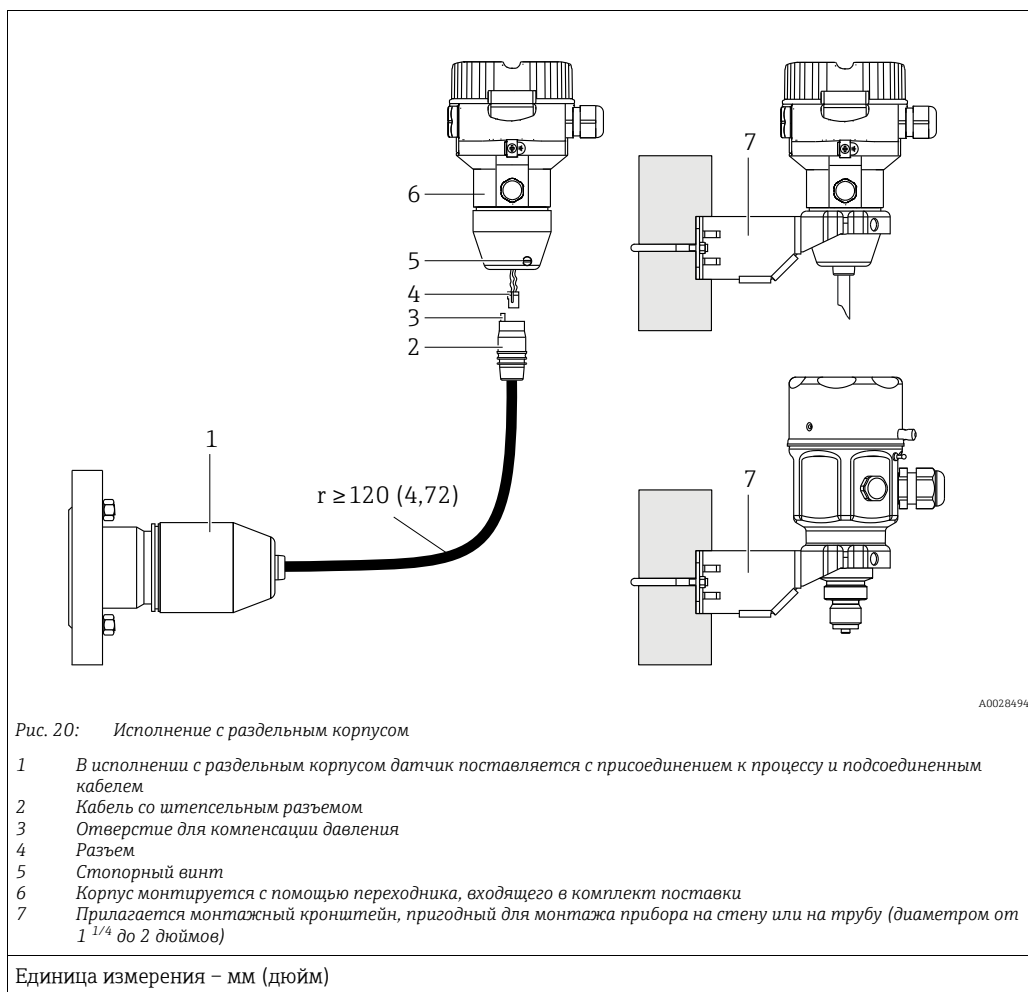 7
6
5
4
3
2
1
r ≥ 120 (4,72)
7
A0028494
Рис. 20: Исполнение с раздельным корпусом
1 В исполнении с раздельным корпусом датчик поставляется с присоединением к процессу и подсоединенным
кабелем
2 Кабель со штепсельным разъемом
3 Отверстие для компенсации давления
4 Разъем
5 Стопорный винт
6 Корпус монтируется с помощью переходника, входящего в комплект поставки
7 Прилагается монтажный кронштейн, пригодный для монтажа прибора на стену или на трубу (диаметром от
1 1/4 до 2 дюймов)
Единица измерения – мм (дюйм)